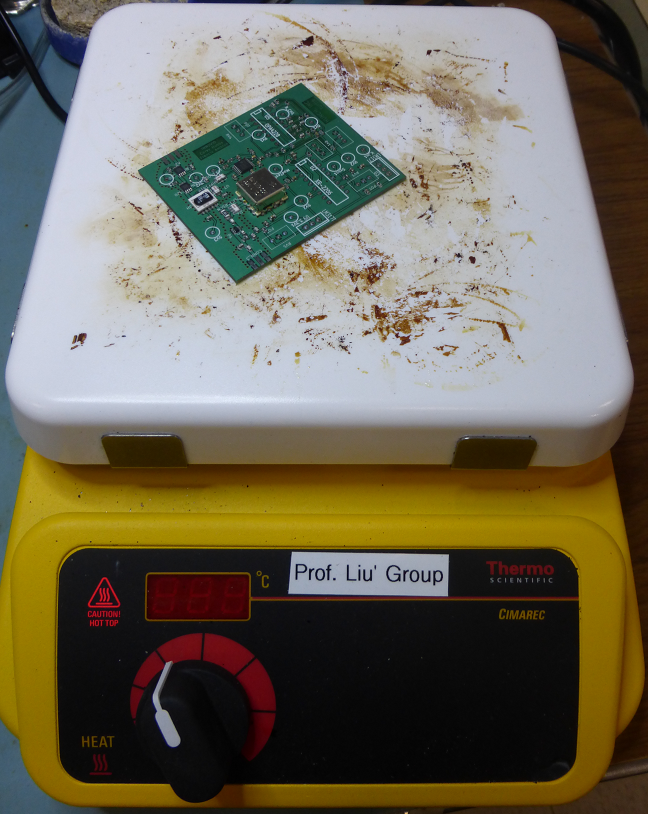 °C
Prof. Liu' Group
Thermo
SCIENTIFIC
CAUTION!
HOT TOP
CIMAREC
HEAT